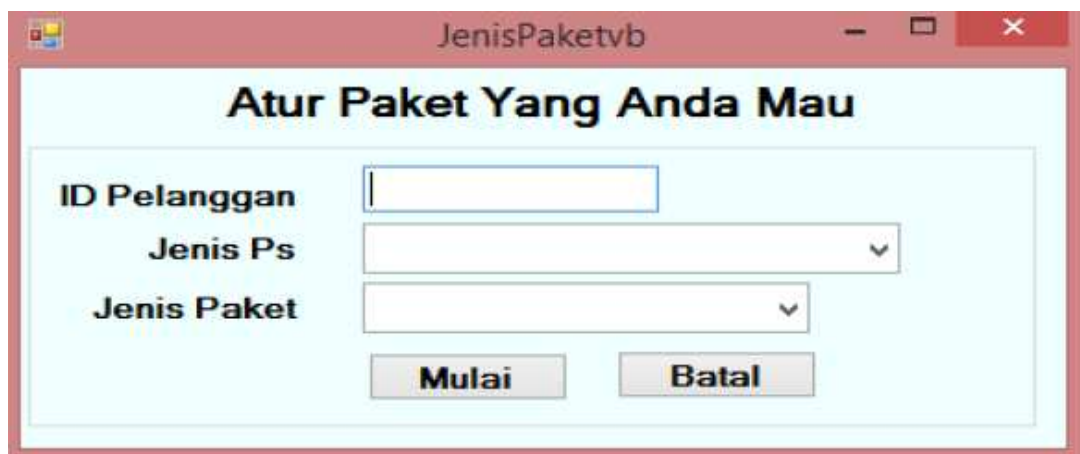 JenisPaketvb
Atur Paket Yang Anda Mau
ID Pelanggan
Jenis Ps
Jenis Paket
Mulai Batal